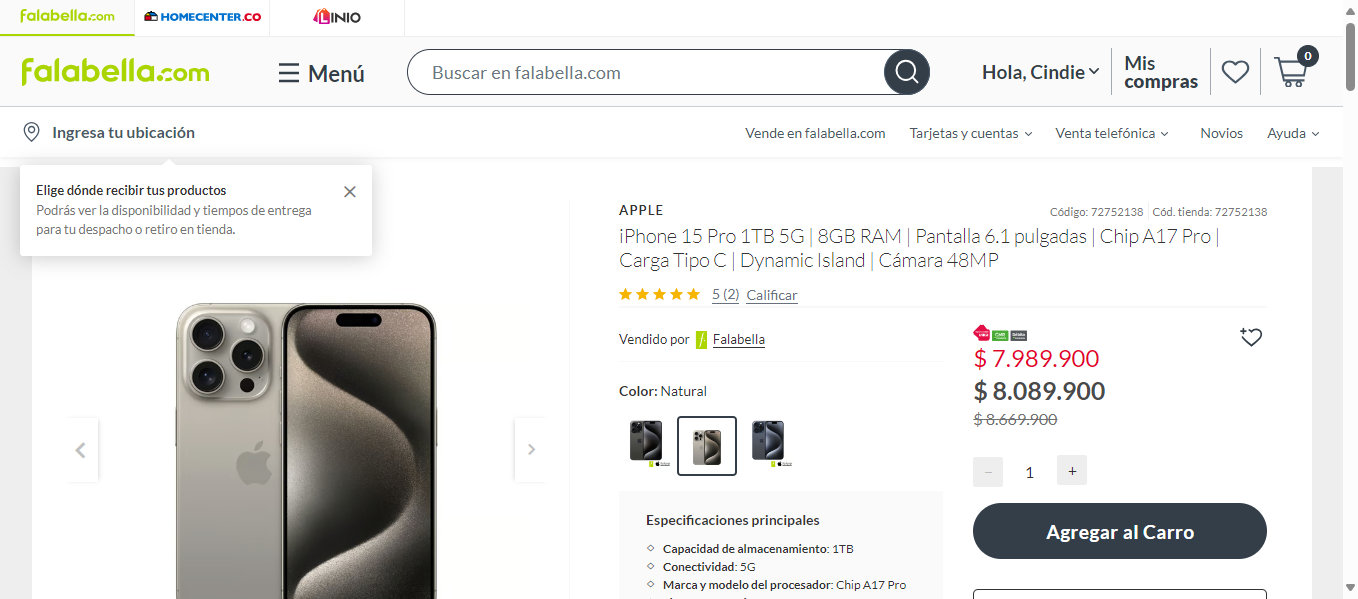 falabella.com
HOMECENTER.CO
LINIO
falabella.com
Menú
Buscar en falabella.com
Hola, Cindie
Mis
compras
0
Ingresa tu ubicación
Vende en falabella.com
Tarjetas y cuentas
Venta telefónica
Novios
Ayuda
Elige dónde recibir tus productos
Podrás ver la disponibilidad y tiempos de entrega
para tu despacho o retiro en tienda.
APPLE
Código: 72752138
Cód. tienda: 72752138
iPhone 15 Pro 1TB 5G | 8GB RAM | Pantalla 6.1 pulgadas | Chip A17 Pro |
Carga Tipo C | Dynamic Island | Cámara 48MP
5 (2)
Calificar
Vendido por
Falabella
Color: Natural
$ 7.989.900
$ 8.089.900
$ 8.669.900
− 1 +
Agregar al Carro
Especificaciones principales
Capacidad de almacenamiento: 1TB
Conectividad: 5G
Marca y modelo del procesador: Chip A17 Pro